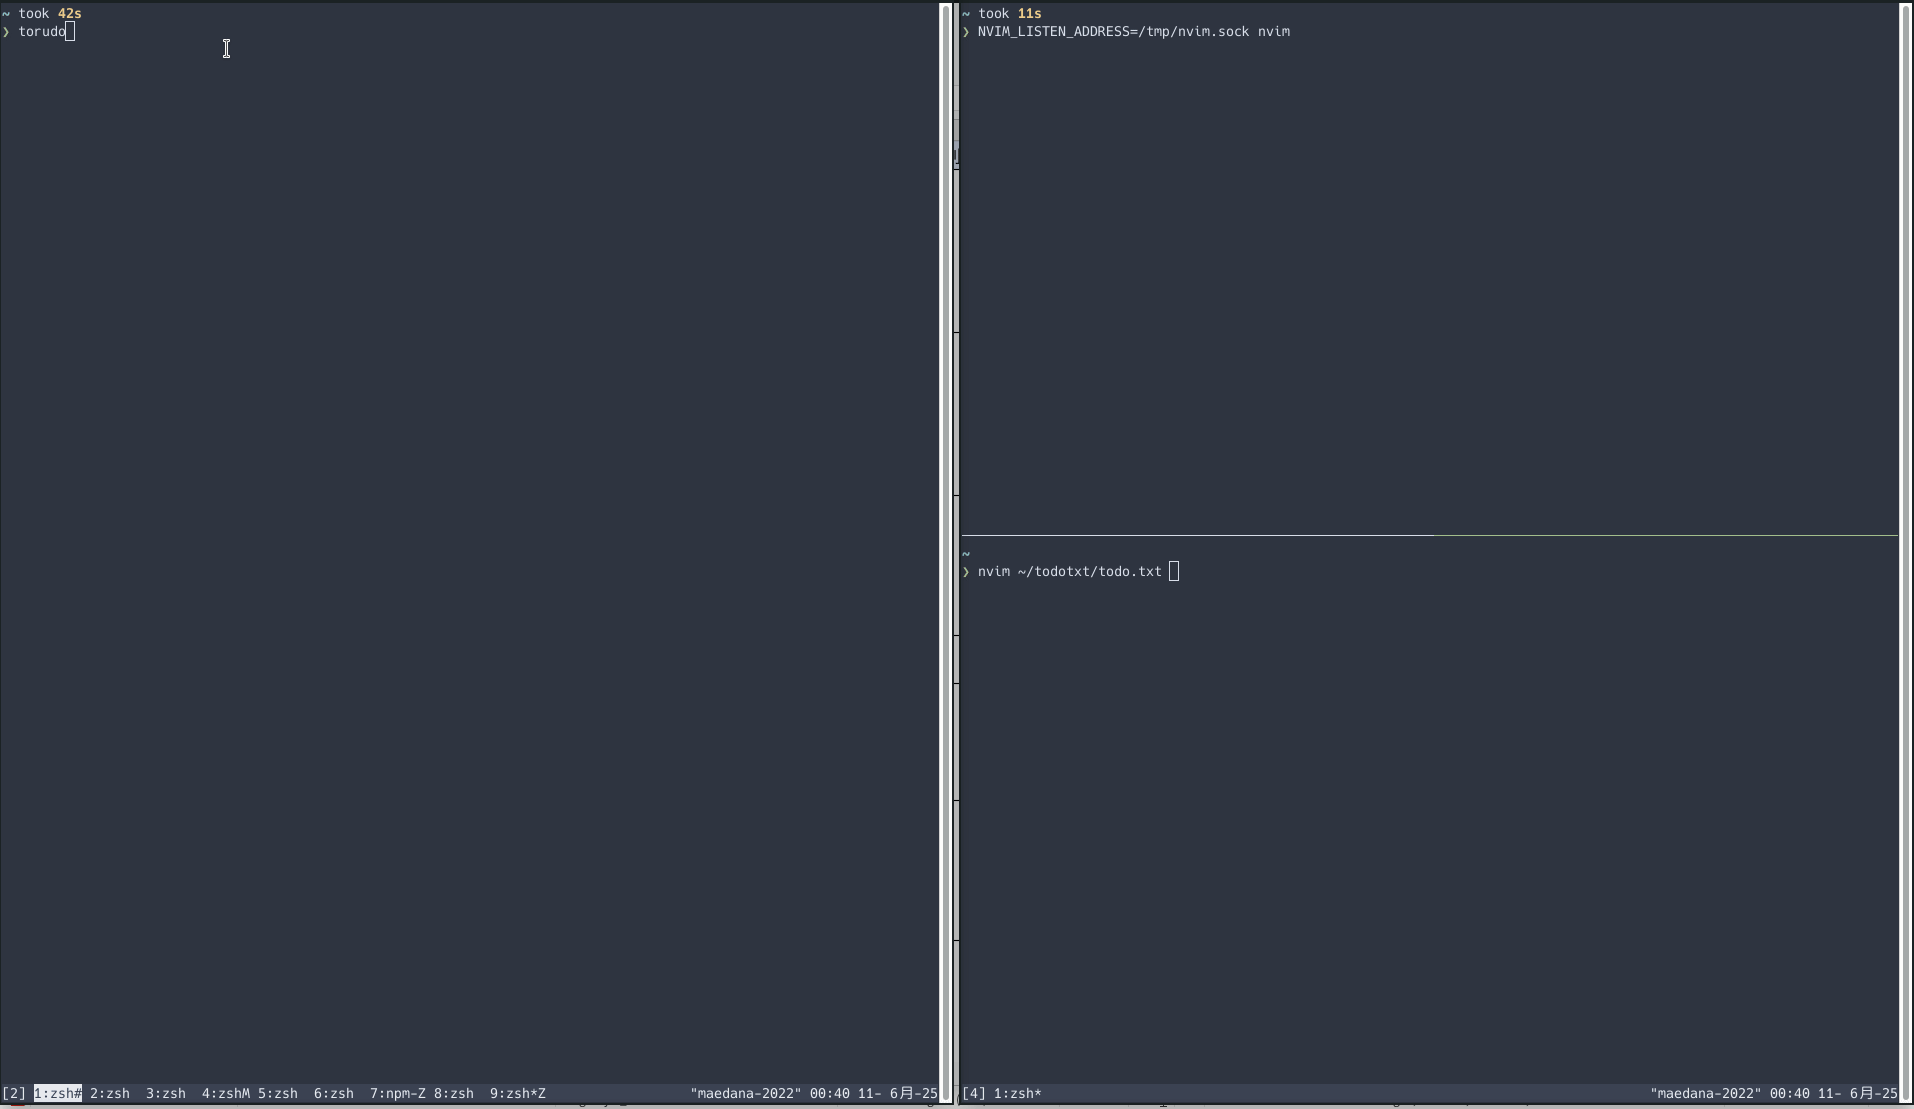 ~ took 42s
❯ torudo
[2] 1:zsh# 2:zsh 3:zsh 4:zshM 5:zsh 6:zsh 7:npm-Z 8:zsh 9:zsh*Z "maedana-2022" 00:40 11- 6月-25
~ took 11s
❯ NVIM_LISTEN_ADDRESS=/tmp/nvim.sock nvim
~
❯ nvim ~/todotxt/todo.txt
[4] 1:zsh* "maedana-2022" 00:40 11- 6月-25